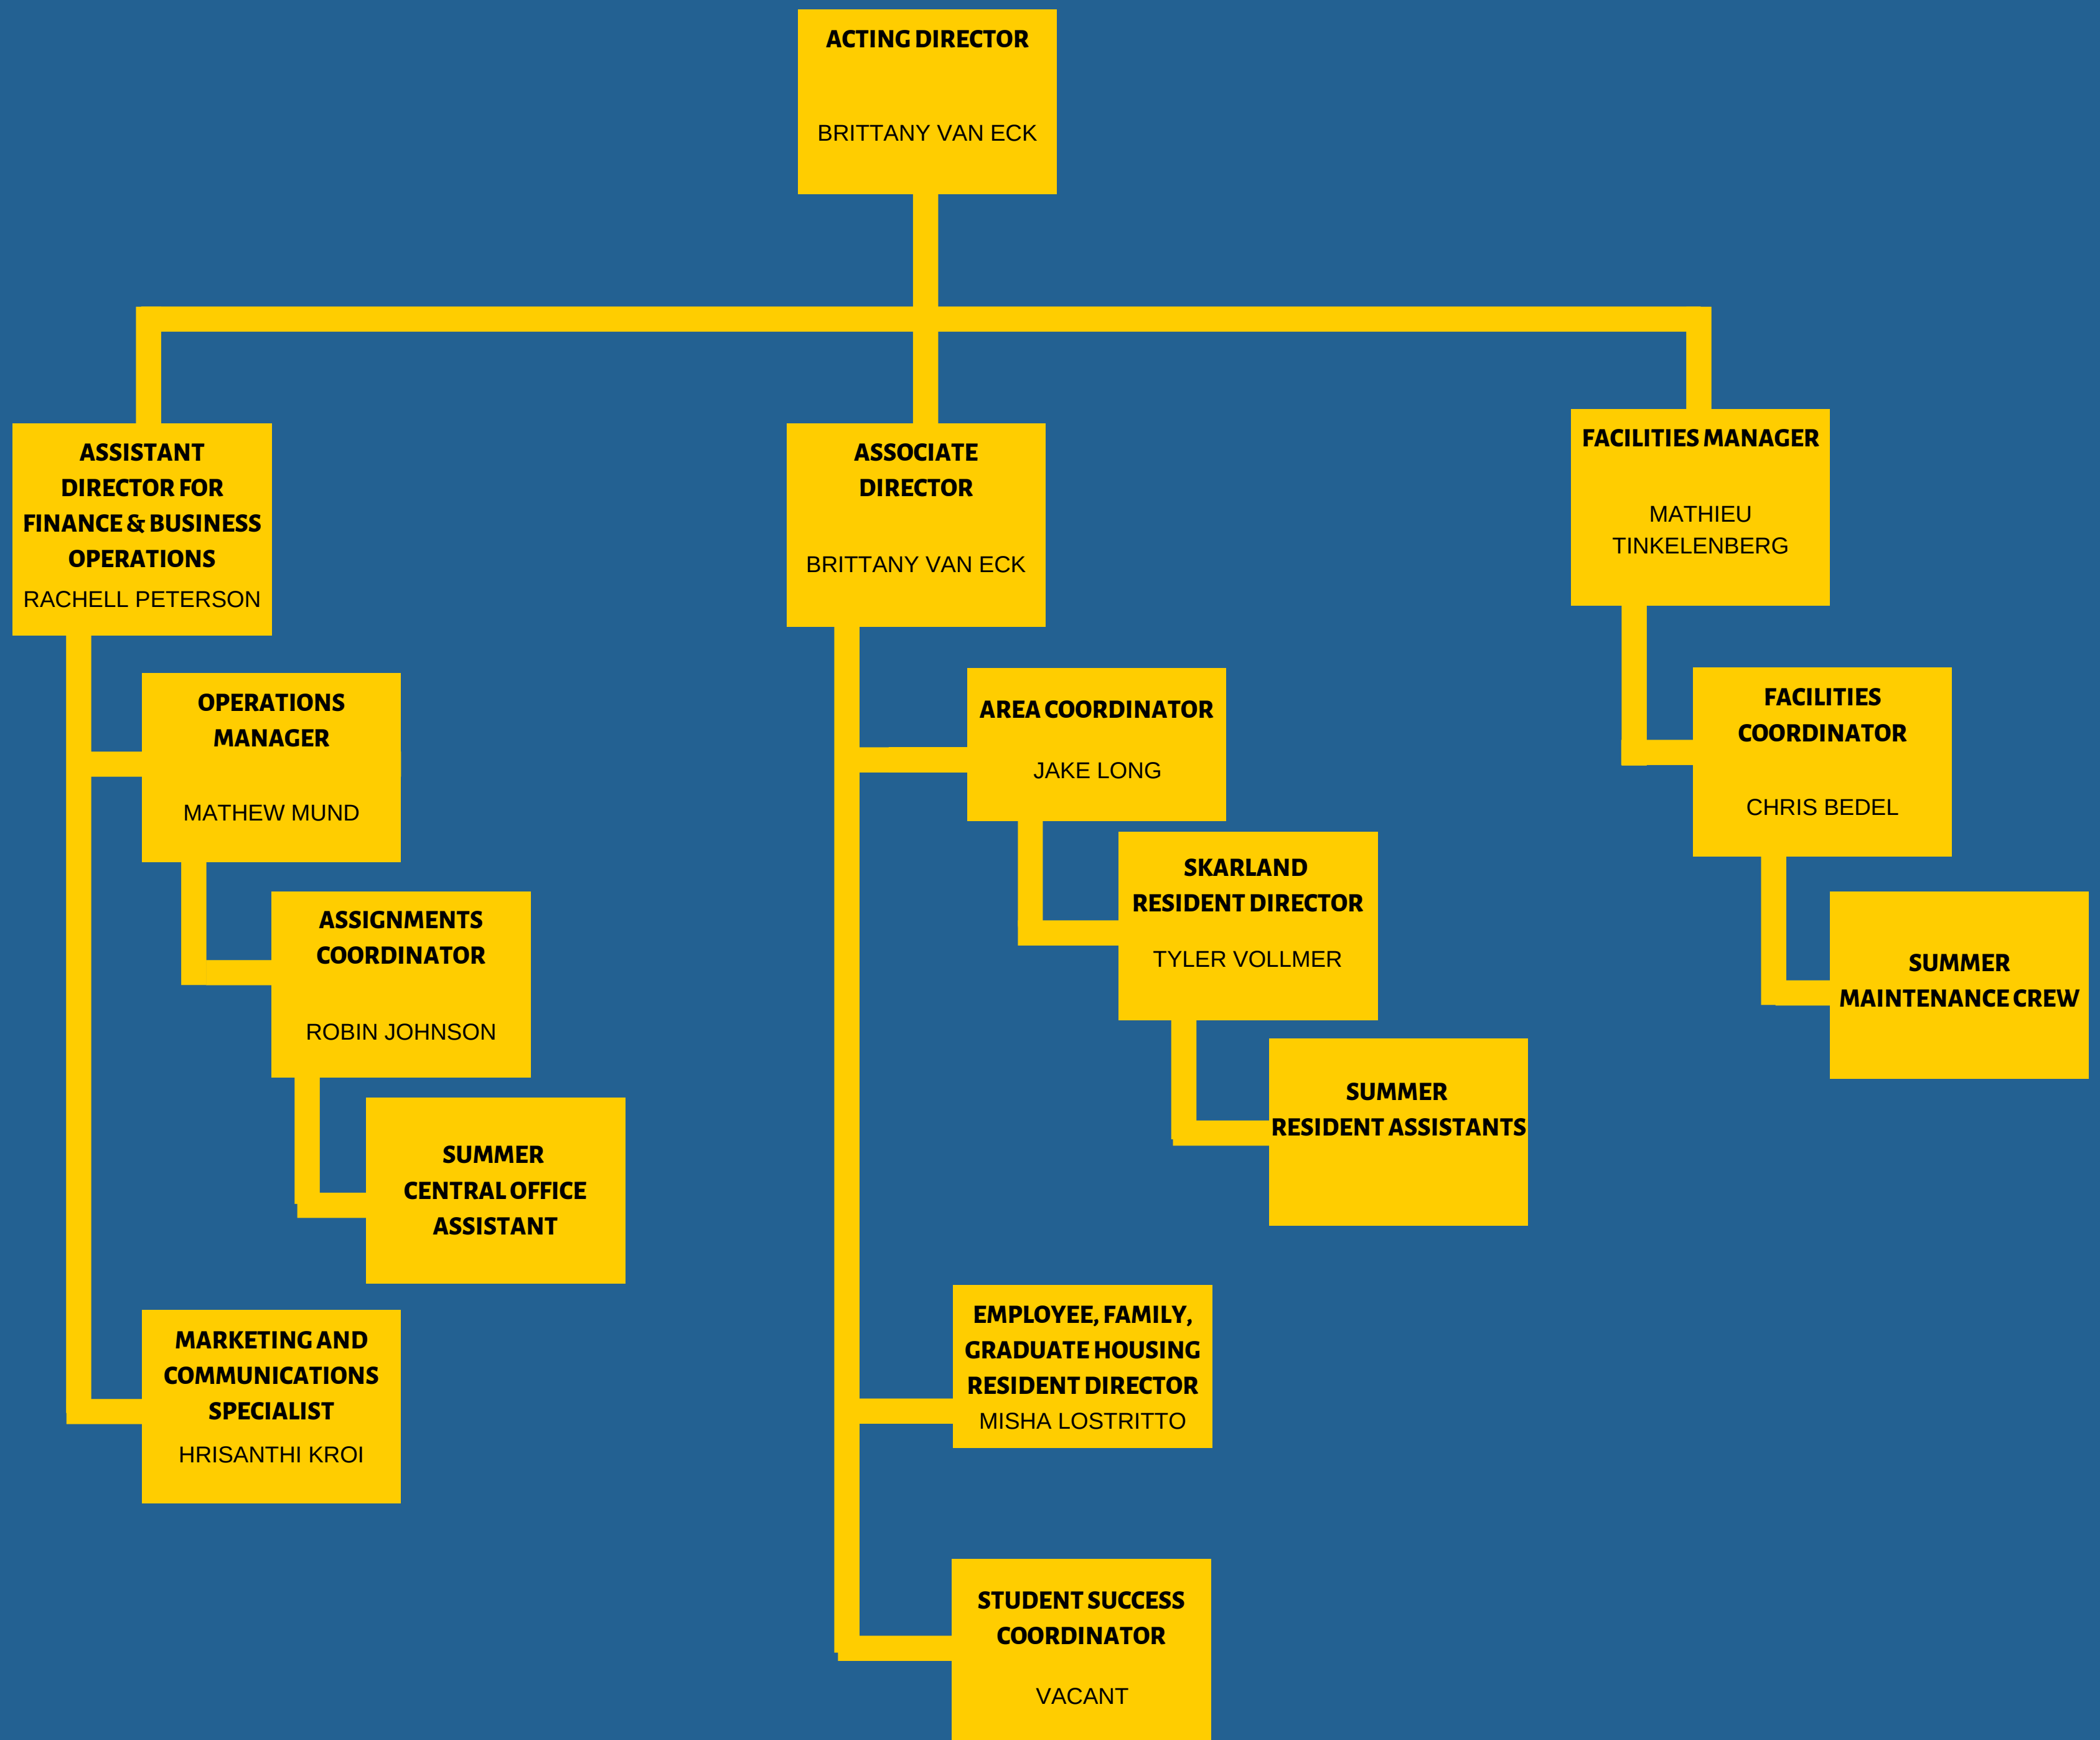 ACTING DIRECTOR
BRITTANY VAN ECK
ASSISTANT
DIRECTOR FOR
FINANCE & BUSINESS
OPERATIONS
RACHELL PETERSON
OPERATIONS
MANAGER
MATHEW MUND
ASSIGNMENTS
COORDINATOR
ROBIN JOHNSON
SUMMER
CENTRAL OFFICE
ASSISTANT
MARKETING AND
COMMUNICATIONS
SPECIALIST
HRISANTHI KROI
ASSOCIATE
DIRECTOR
BRITTANY VAN ECK
AREA COORDINATOR
JAKE LONG
SKARLAND
RESIDENT DIRECTOR
TYLER VOLLMER
SUMMER
RESIDENT ASSISTANTS
EMPLOYEE, FAMILY,
GRADUATE HOUSING
RESIDENT DIRECTOR
MISHA LOSTRITTO
STUDENT SUCCESS
COORDINATOR
VACANT
FACILITIES MANAGER
MATHIEU
TINKELENBERG
FACILITIES
COORDINATOR
CHRIS BEDEL
SUMMER
MAINTENANCE CREW